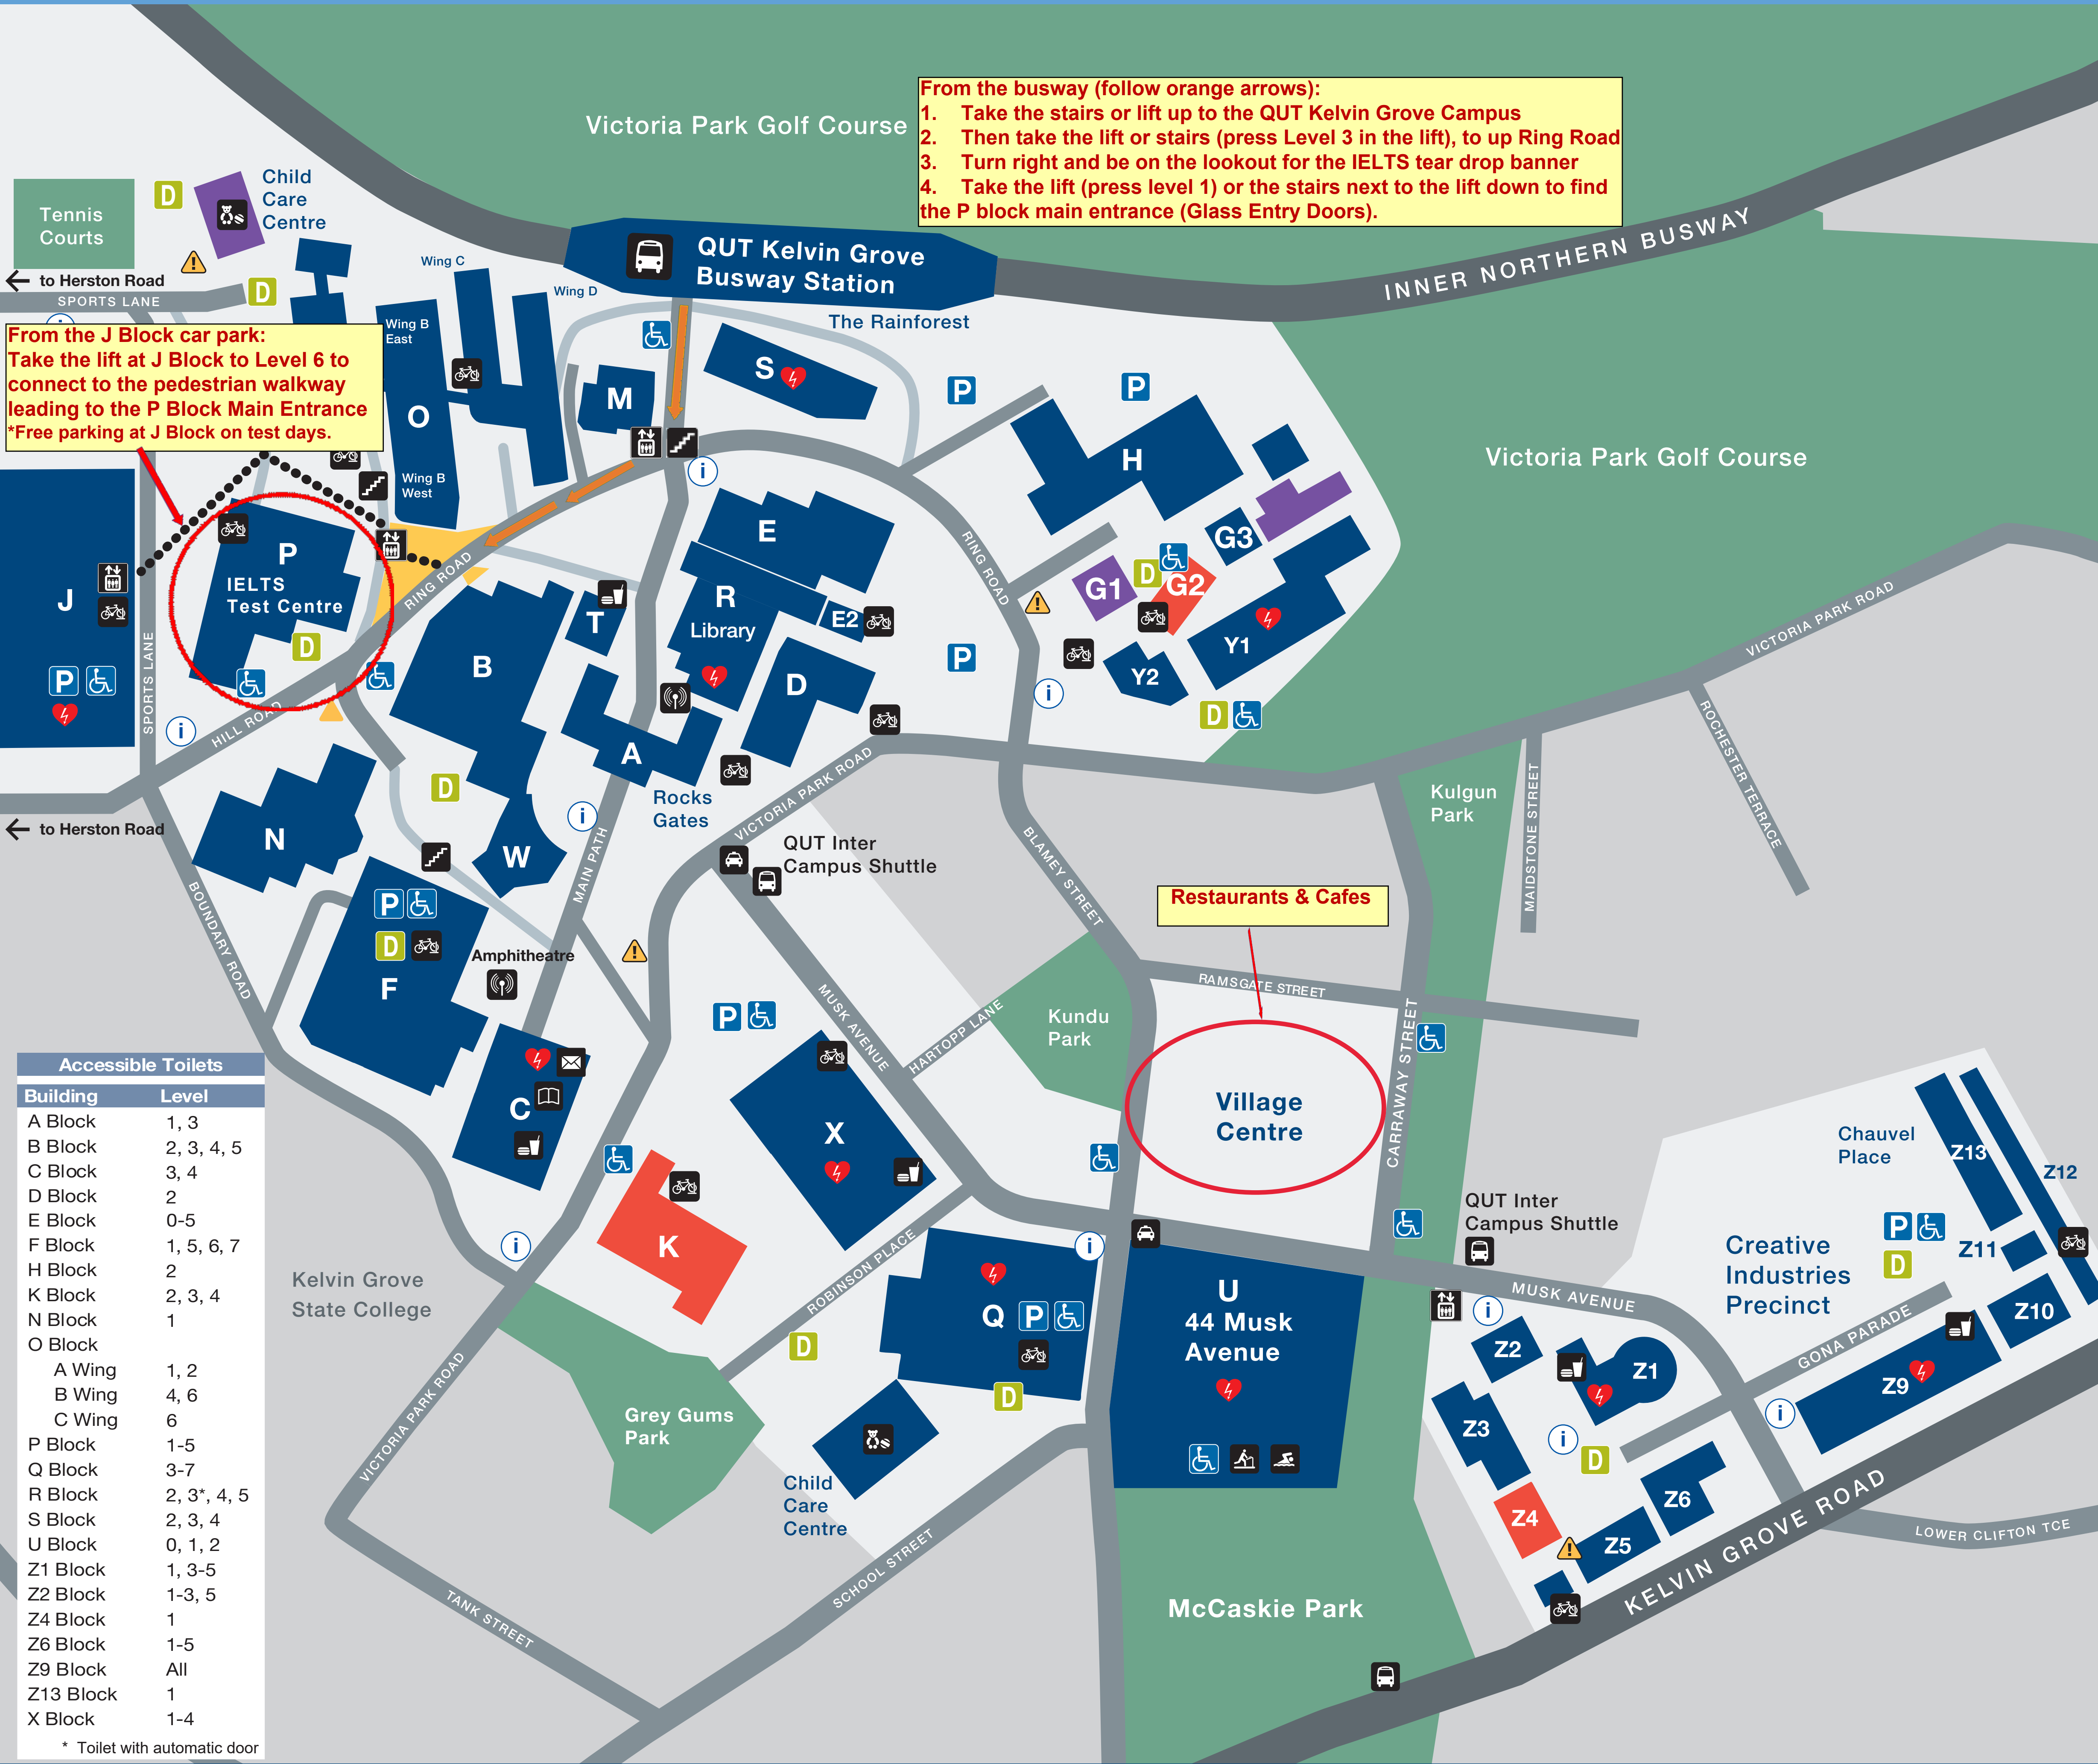 Victoria Park Golf Course
From the busway (follow orange arrows):
1. Take the stairs or lift up to the QUT Kelvin Grove Campus
2. Then take the lift or stairs (press Level 3 in the lift), to up Ring Road
3. Turn right and be on the lookout for the IELTS tear drop banner
4. Take the lift (press level 1) or the stairs next to the lift down to find
the P block main entrance (Glass Entry Doors).
INNER NORTHERN BUSWAY
Tennis
Courts
D
Child
Care
Centre
to Herston Road
SPORTS LANE
D
Wing C
Wing D
QUT Kelvin Grove
Busway Station
The Rainforest
From the J Block car park:
Take the lift at J Block to Level 6 to
connect to the pedestrian walkway
leading to the P Block Main Entrance
*Free parking at J Block on test days.
Wing B
East
O
Wing B
West
M
S
P
P
H
Victoria Park Golf Course
i
i
E
RING ROAD
G3
G1
D
G2
P
IELTS
Test Centre
D
J
P
SPORTS LANE
RING ROAD
HILL ROAD
i
B
T
R
Library
E2
D
A
P
i
Y1
Y2
D
VICTORIA PARK ROAD
ROCHESTER TERRACE
MAIDSTONE STREET
Kulgun
Park
to Herston Road
N
D
W
i
MAIN PATH
Rocks
Gates
VICTORIA PARK ROAD
QUT Inter
Campus Shuttle
BLAMEY STREET
Restaurants & Cafes
BOUNDARY ROAD
P
D
F
Amphitheatre
P
MUSK AVENUE
HARTOPP LANE
Kundu
Park
RAMSGATE STREET
CARRAWAY STREET
Village
Centre
C
X
K
i
Kelvin Grove
State College
ROBINSON PLACE
Q
P
D
D
i
U
44 Musk
Avenue
QUT Inter
Campus Shuttle
MUSK AVENUE
i
Chauvel
Place
Z13
Z12
P
D
Z11
Creative
Industries
Precinct
Z10
GONA PARADE
Z9
i
Z2
Z1
Z3
i
D
Z6
Z4
Z5
KELVIN GROVE ROAD
LOWER CLIFTON TCE
McCaskie Park
VICTORIA PARK ROAD
Grey Gums
Park
Child
Care
Centre
SCHOOL STREET
TANK STREET
Accessible Toilets
Building Level
A Block 1, 3
B Block 2, 3, 4, 5
C Block 3, 4
D Block 2
E Block 0-5
F Block 1, 5, 6, 7
H Block 2
K Block 2, 3, 4
N Block 1
O Block
A Wing 1, 2
B Wing 4, 6
C Wing 6
P Block 1-5
Q Block 3-7
R Block 2, 3*, 4, 5
S Block 2, 3, 4
U Block 0, 1, 2
Z1 Block 1, 3-5
Z2 Block 1-3, 5
Z4 Block 1
Z6 Block 1-5
Z9 Block All
Z13 Block 1
X Block 1-4
* Toilet with automatic door